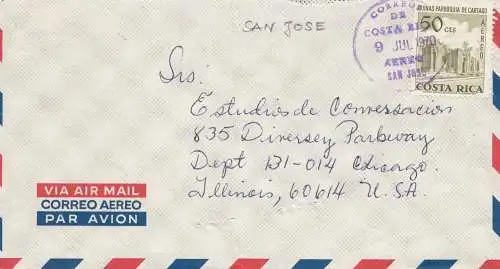 SAN JOSE
CORREOS
DE
COSTA RICA
9 JUL 1970
AEREO
SAN JOSE
RUINAS PARROQUIA DE CARTAGO
50 CTS
AEREO
COSTA RICA
Srs.
Estudios de Conversacion
835 Diversey Parkway
Dept 131-014 Chicago.
Illinois, 60614 U.S.A.
VIA AIR MAIL
CORREO AEREO
PAR AVION